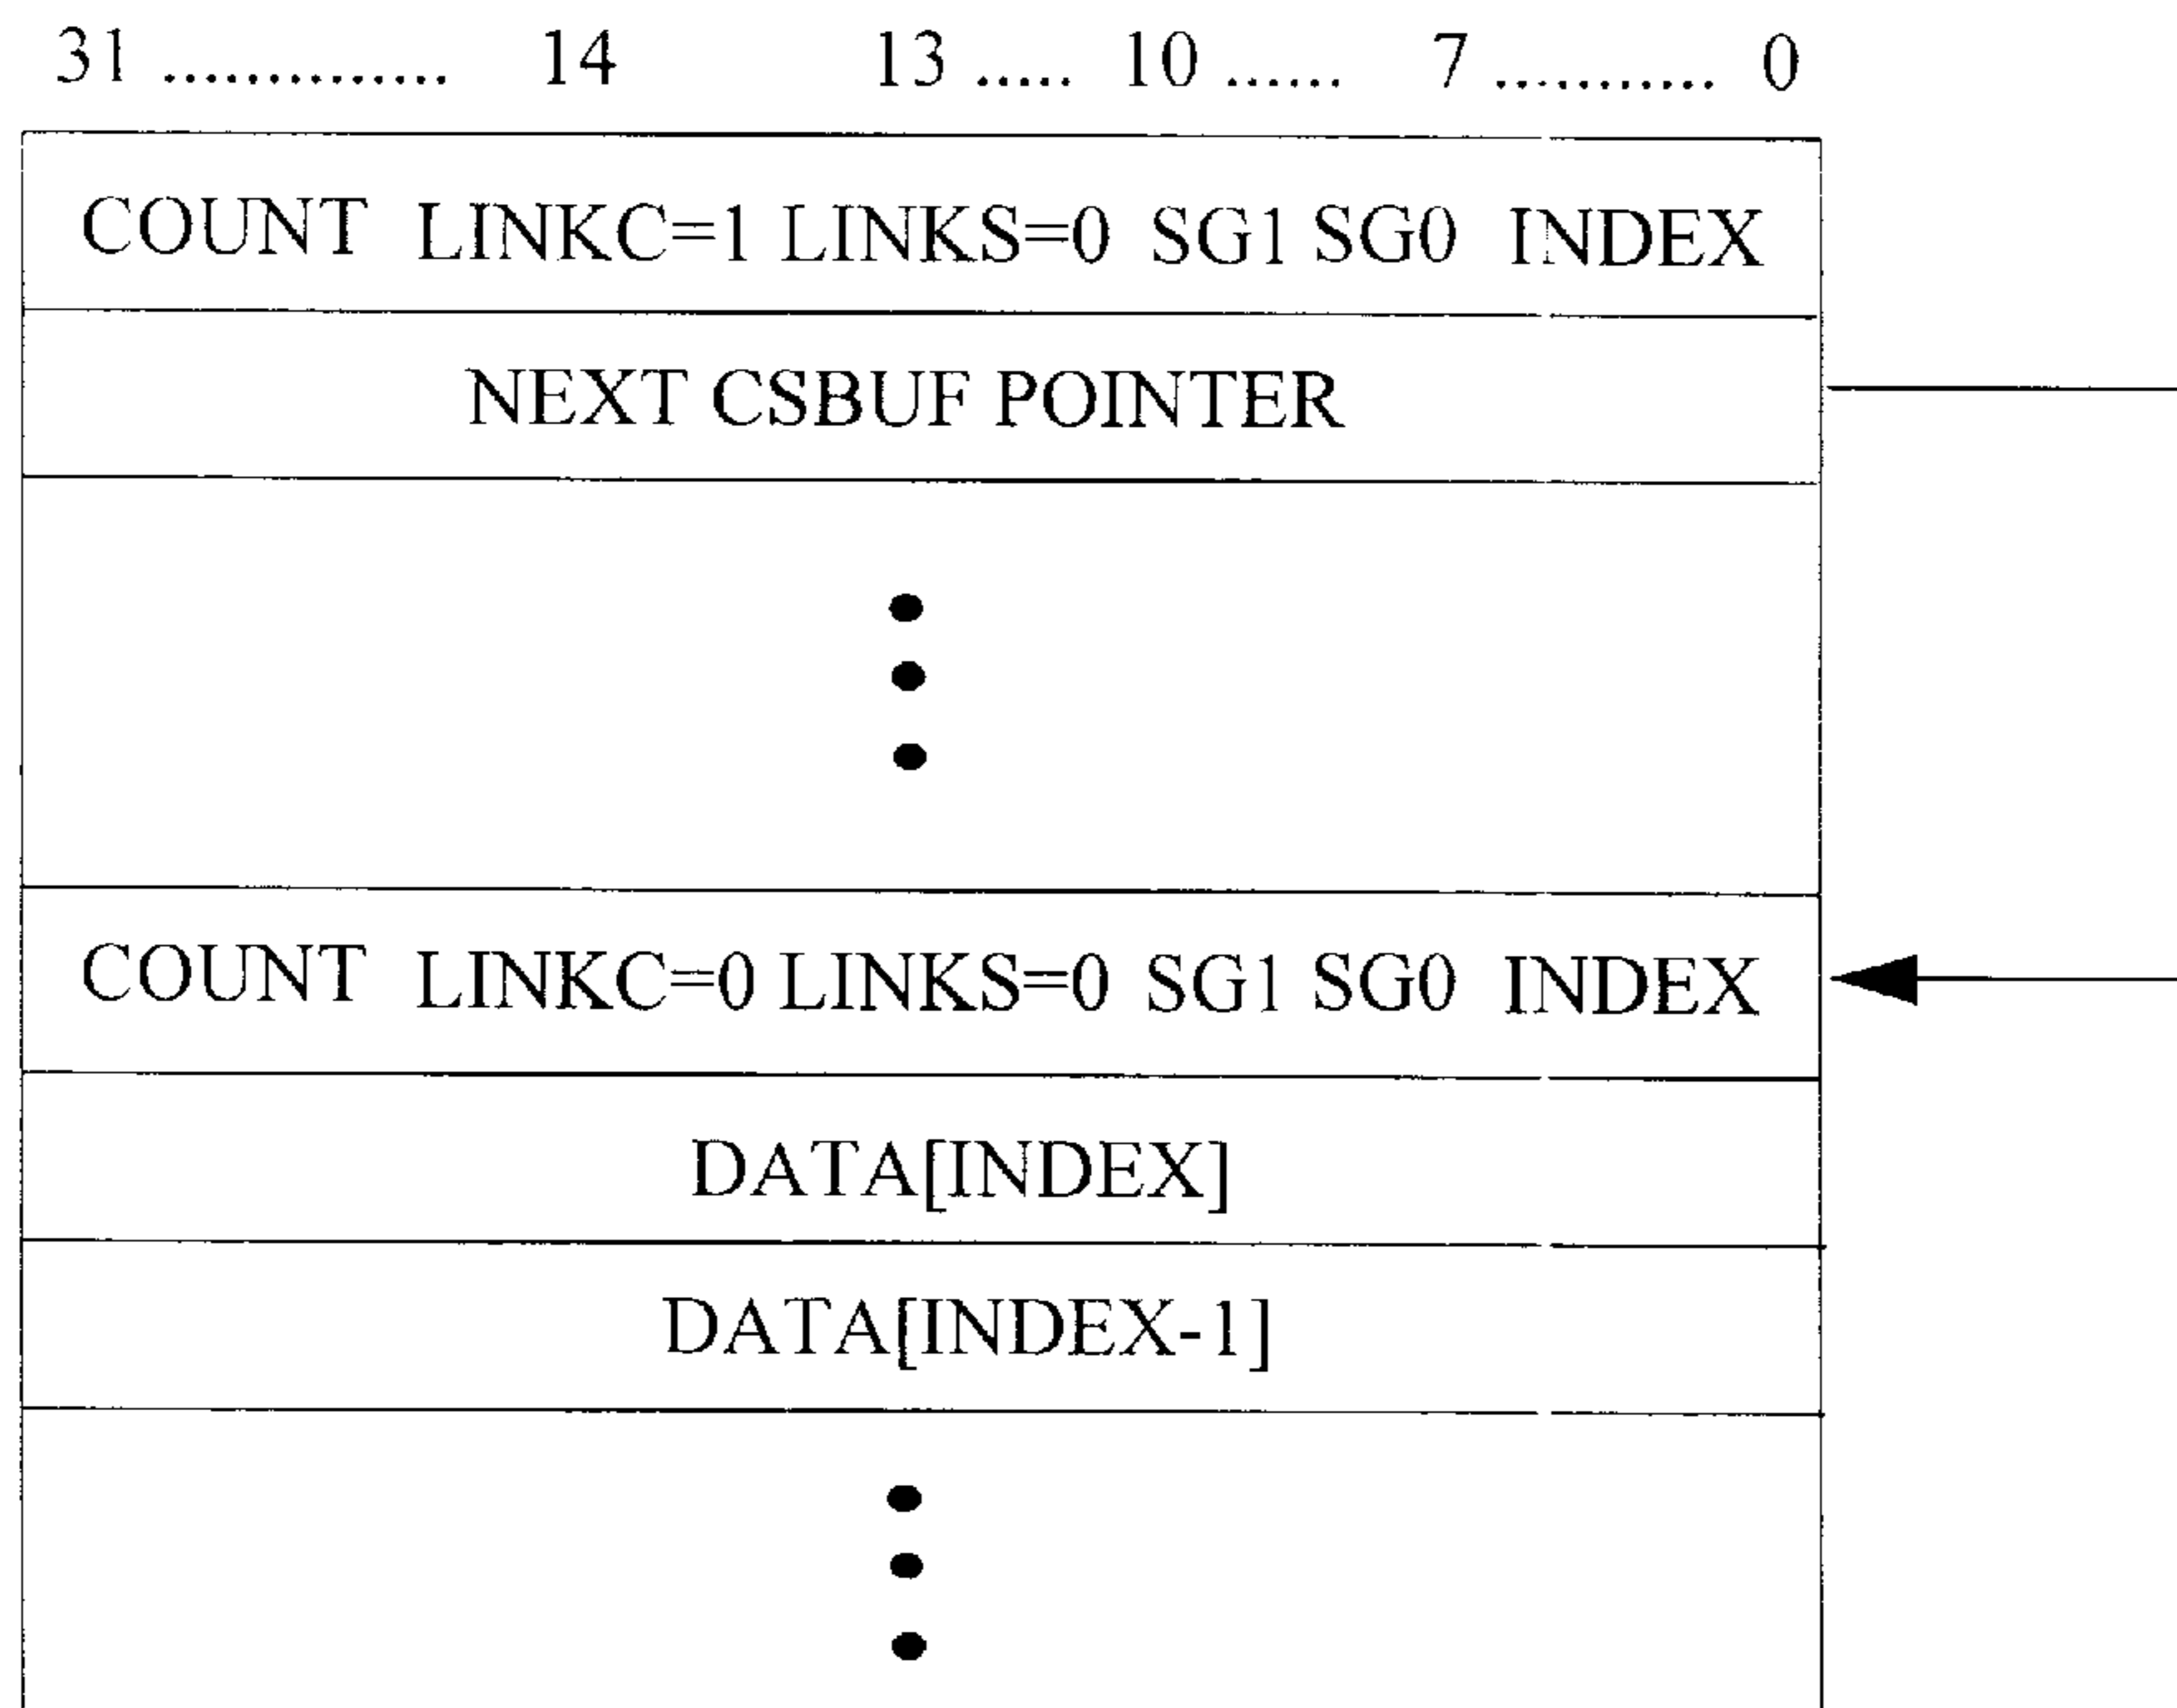 31 .............. 14 13 ..... 10 ...... 7 ........... 0
COUNT LINKC=1 LINKS=0 SG1 SG0 INDEX
NEXT CSBUF POINTER
COUNT LINKC=0 LINKS=0 SG1 SG0 INDEX
DATA[INDEX]
DATA[INDEX-1]